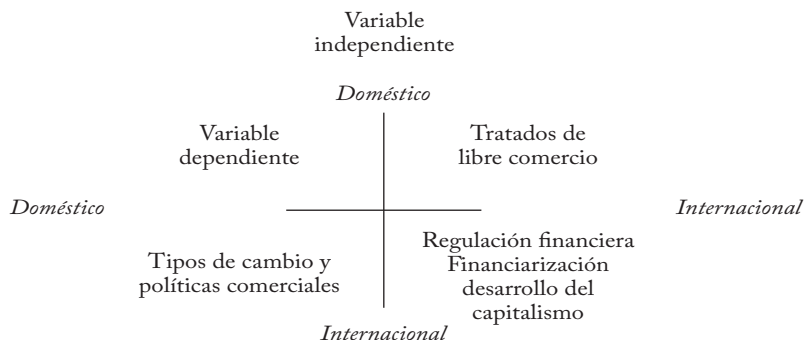 Variable
independiente
Doméstico
Variable
dependiente
Tratados de
libre comercio
Doméstico
Internacional
Tipos de cambio y
políticas comerciales
Regulación financiera
Financiarización
desarrollo del
capitalismo
Internacional